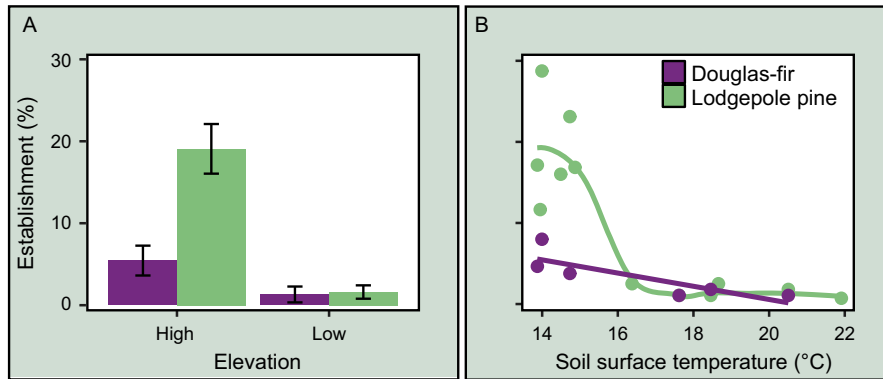 A
30
20
10
0
Establishment (%)
High
Low
Elevation
B
Douglas-fir
Lodgepole pine
14
16
18
20
22
Soil surface temperature (°C)